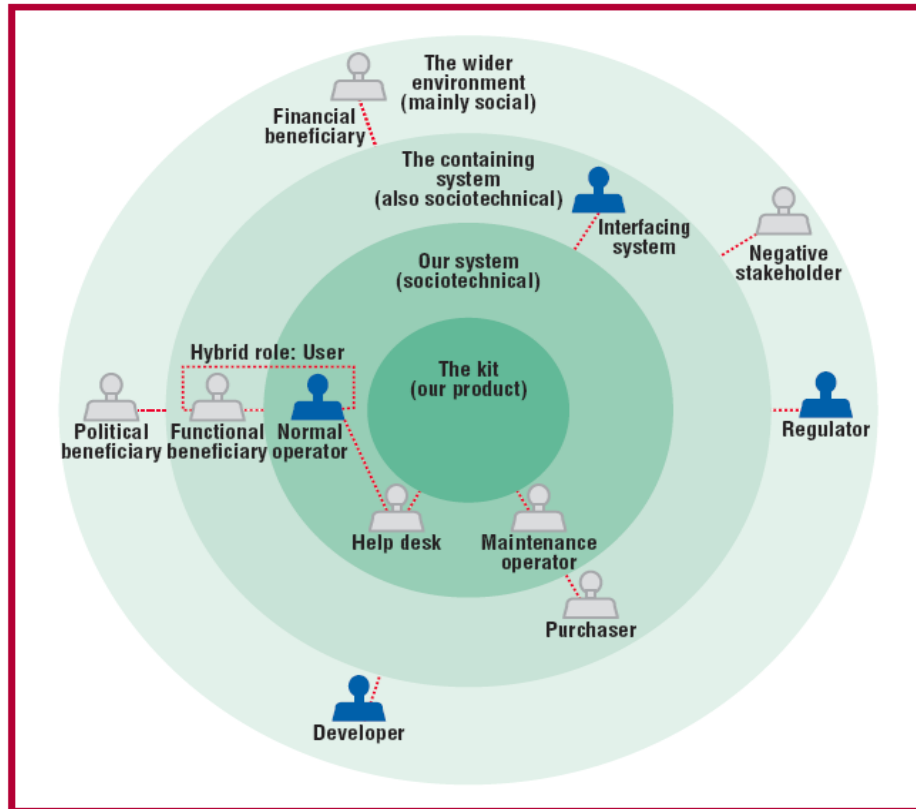 The wider
environment
(mainly social)
Financial
beneficiary
The containing
system
(also sociotechnical)
Interfacing
system
Negative
stakeholder
Our system
(sociotechnical)
Hybrid role: User
The kit
(our product)
Political
beneficiary
Functional
beneficiary
Normal
operator
Regulator
Help desk
Maintenance
operator
Purchaser
Developer